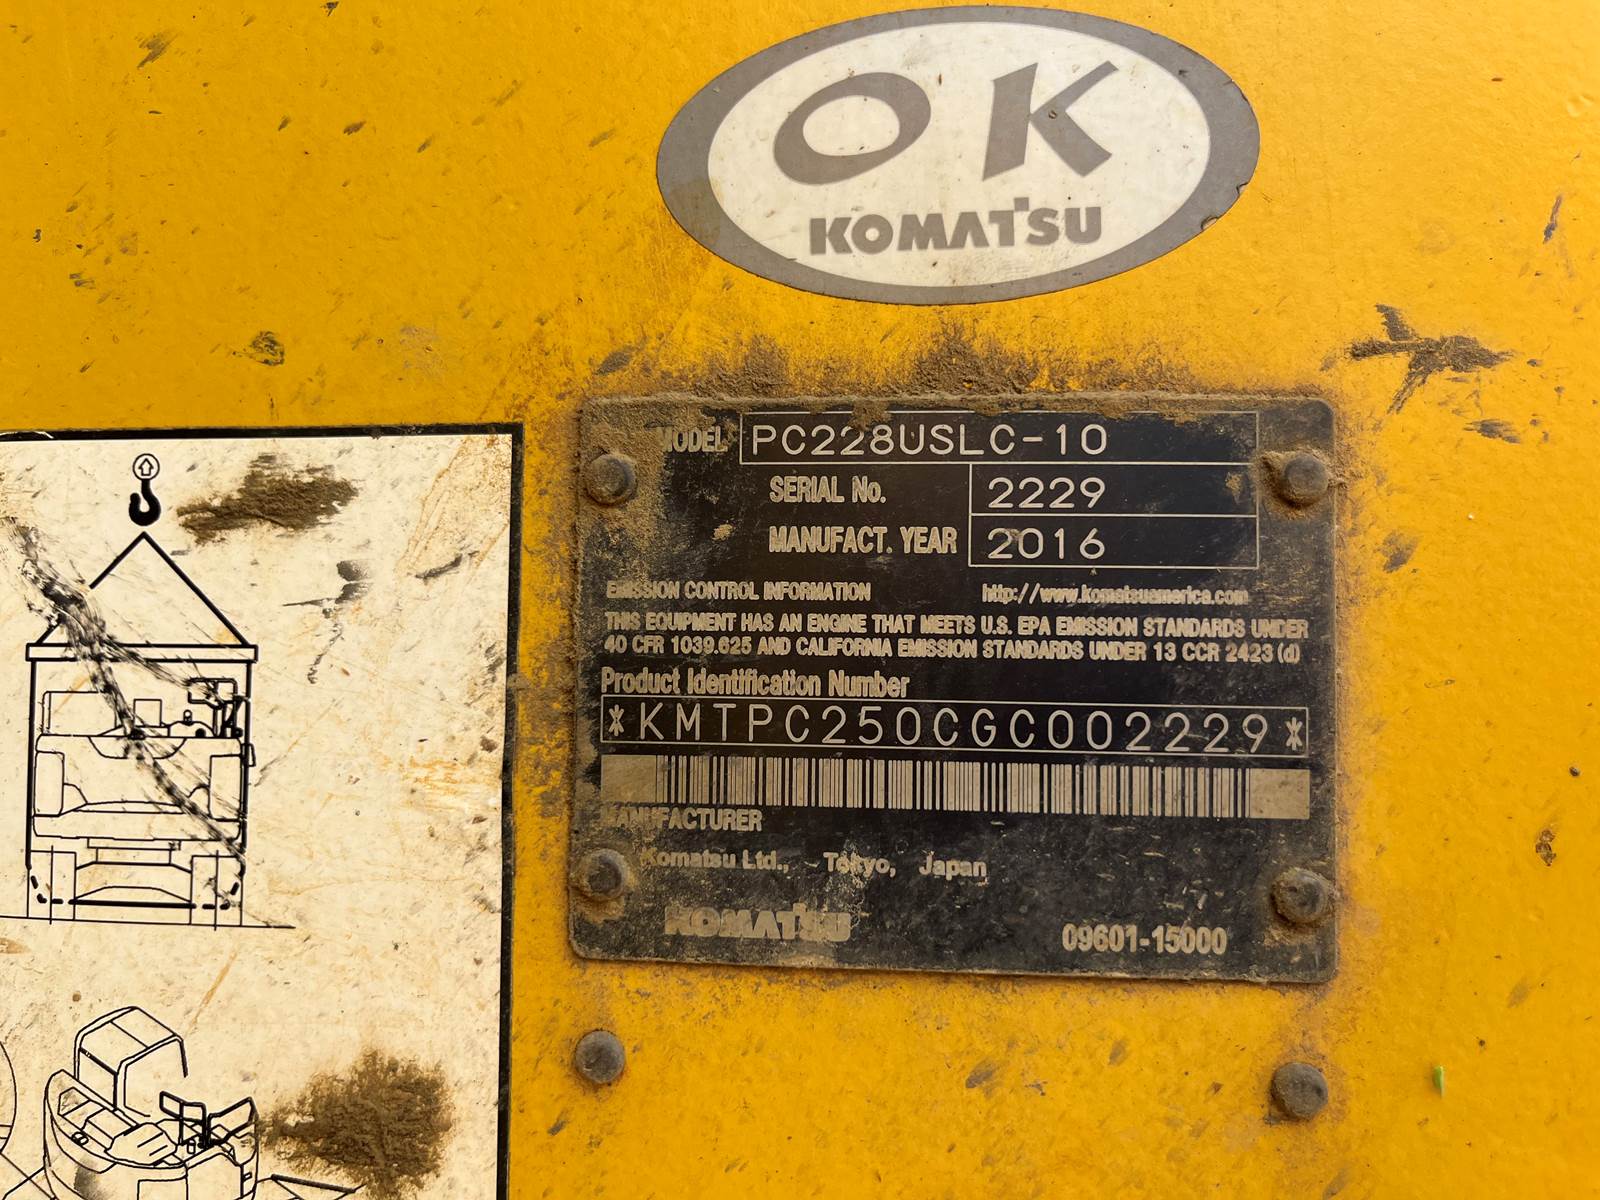 OK
KOMATSU
MODEL PC228USLC-10
SERIAL No. 2229
MANUFACT. YEAR 2016
EMISSION CONTROL INFORMATION http://www.komatsuamerica.com
THIS EQUIPMENT HAS AN ENGINE THAT MEETS U.S. EPA EMISSION STANDARDS UNDER
40 CFR 1039.625 AND CALIFORNIA EMISSION STANDARDS UNDER 13 CCR 2423 (d)
Product Identification Number
*KMTPC250CGC002229*
MANUFACTURER
Komatsu Ltd., Tokyo, Japan
KOMATSU 09601-15000